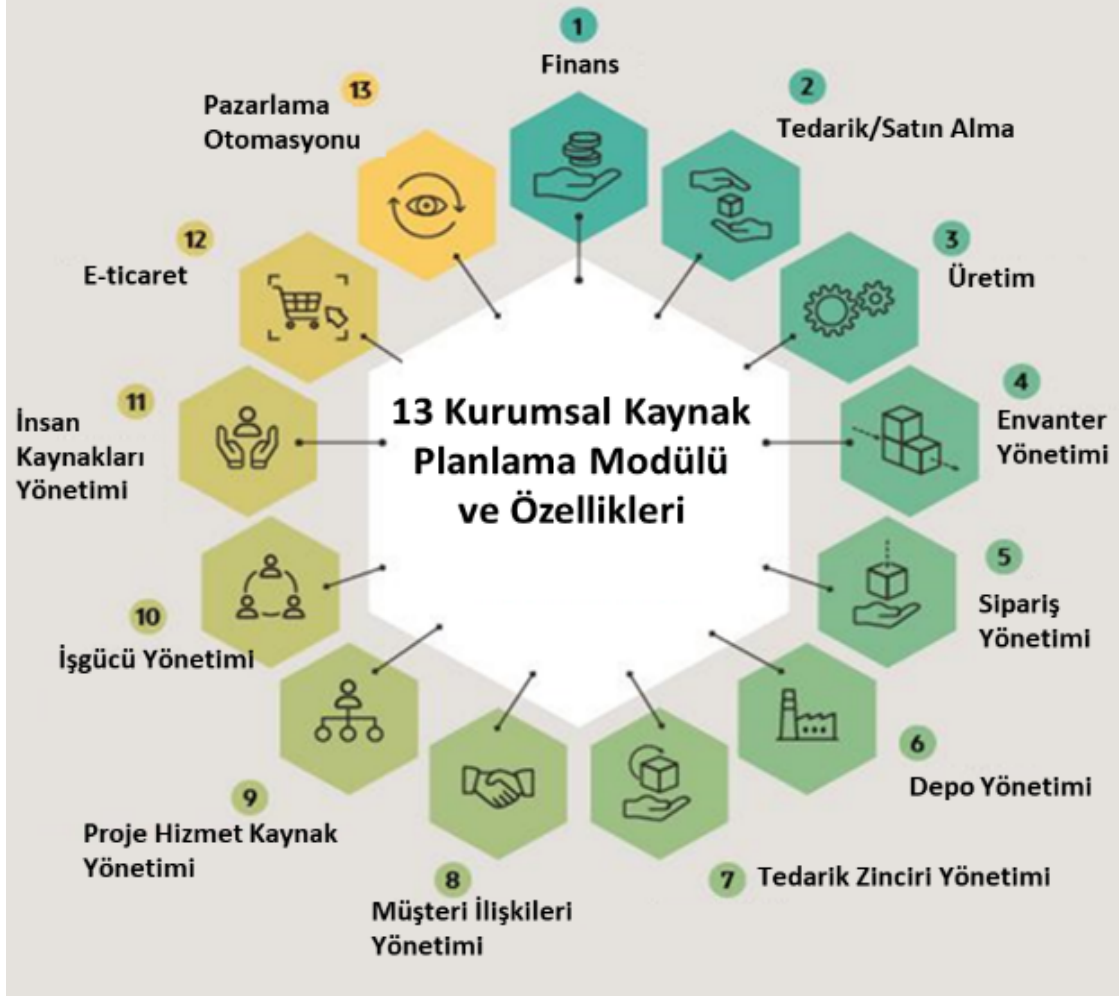 13 Kurumsal Kaynak
Planlama Modülü
ve Özellikleri
1
Finans
2
Tedarik/Satın Alma
3
Üretim
4
Envanter
Yönetimi
5
Sipariş
Yönetimi
6
Depo Yönetimi
7
Tedarik Zinciri Yönetimi
8
Müşteri İlişkileri
Yönetimi
9
Proje Hizmet Kaynak
Yönetimi
10
İşgücü Yönetimi
11
İnsan
Kaynakları
Yönetimi
12
E-ticaret
13
Pazarlama
Otomasyonu